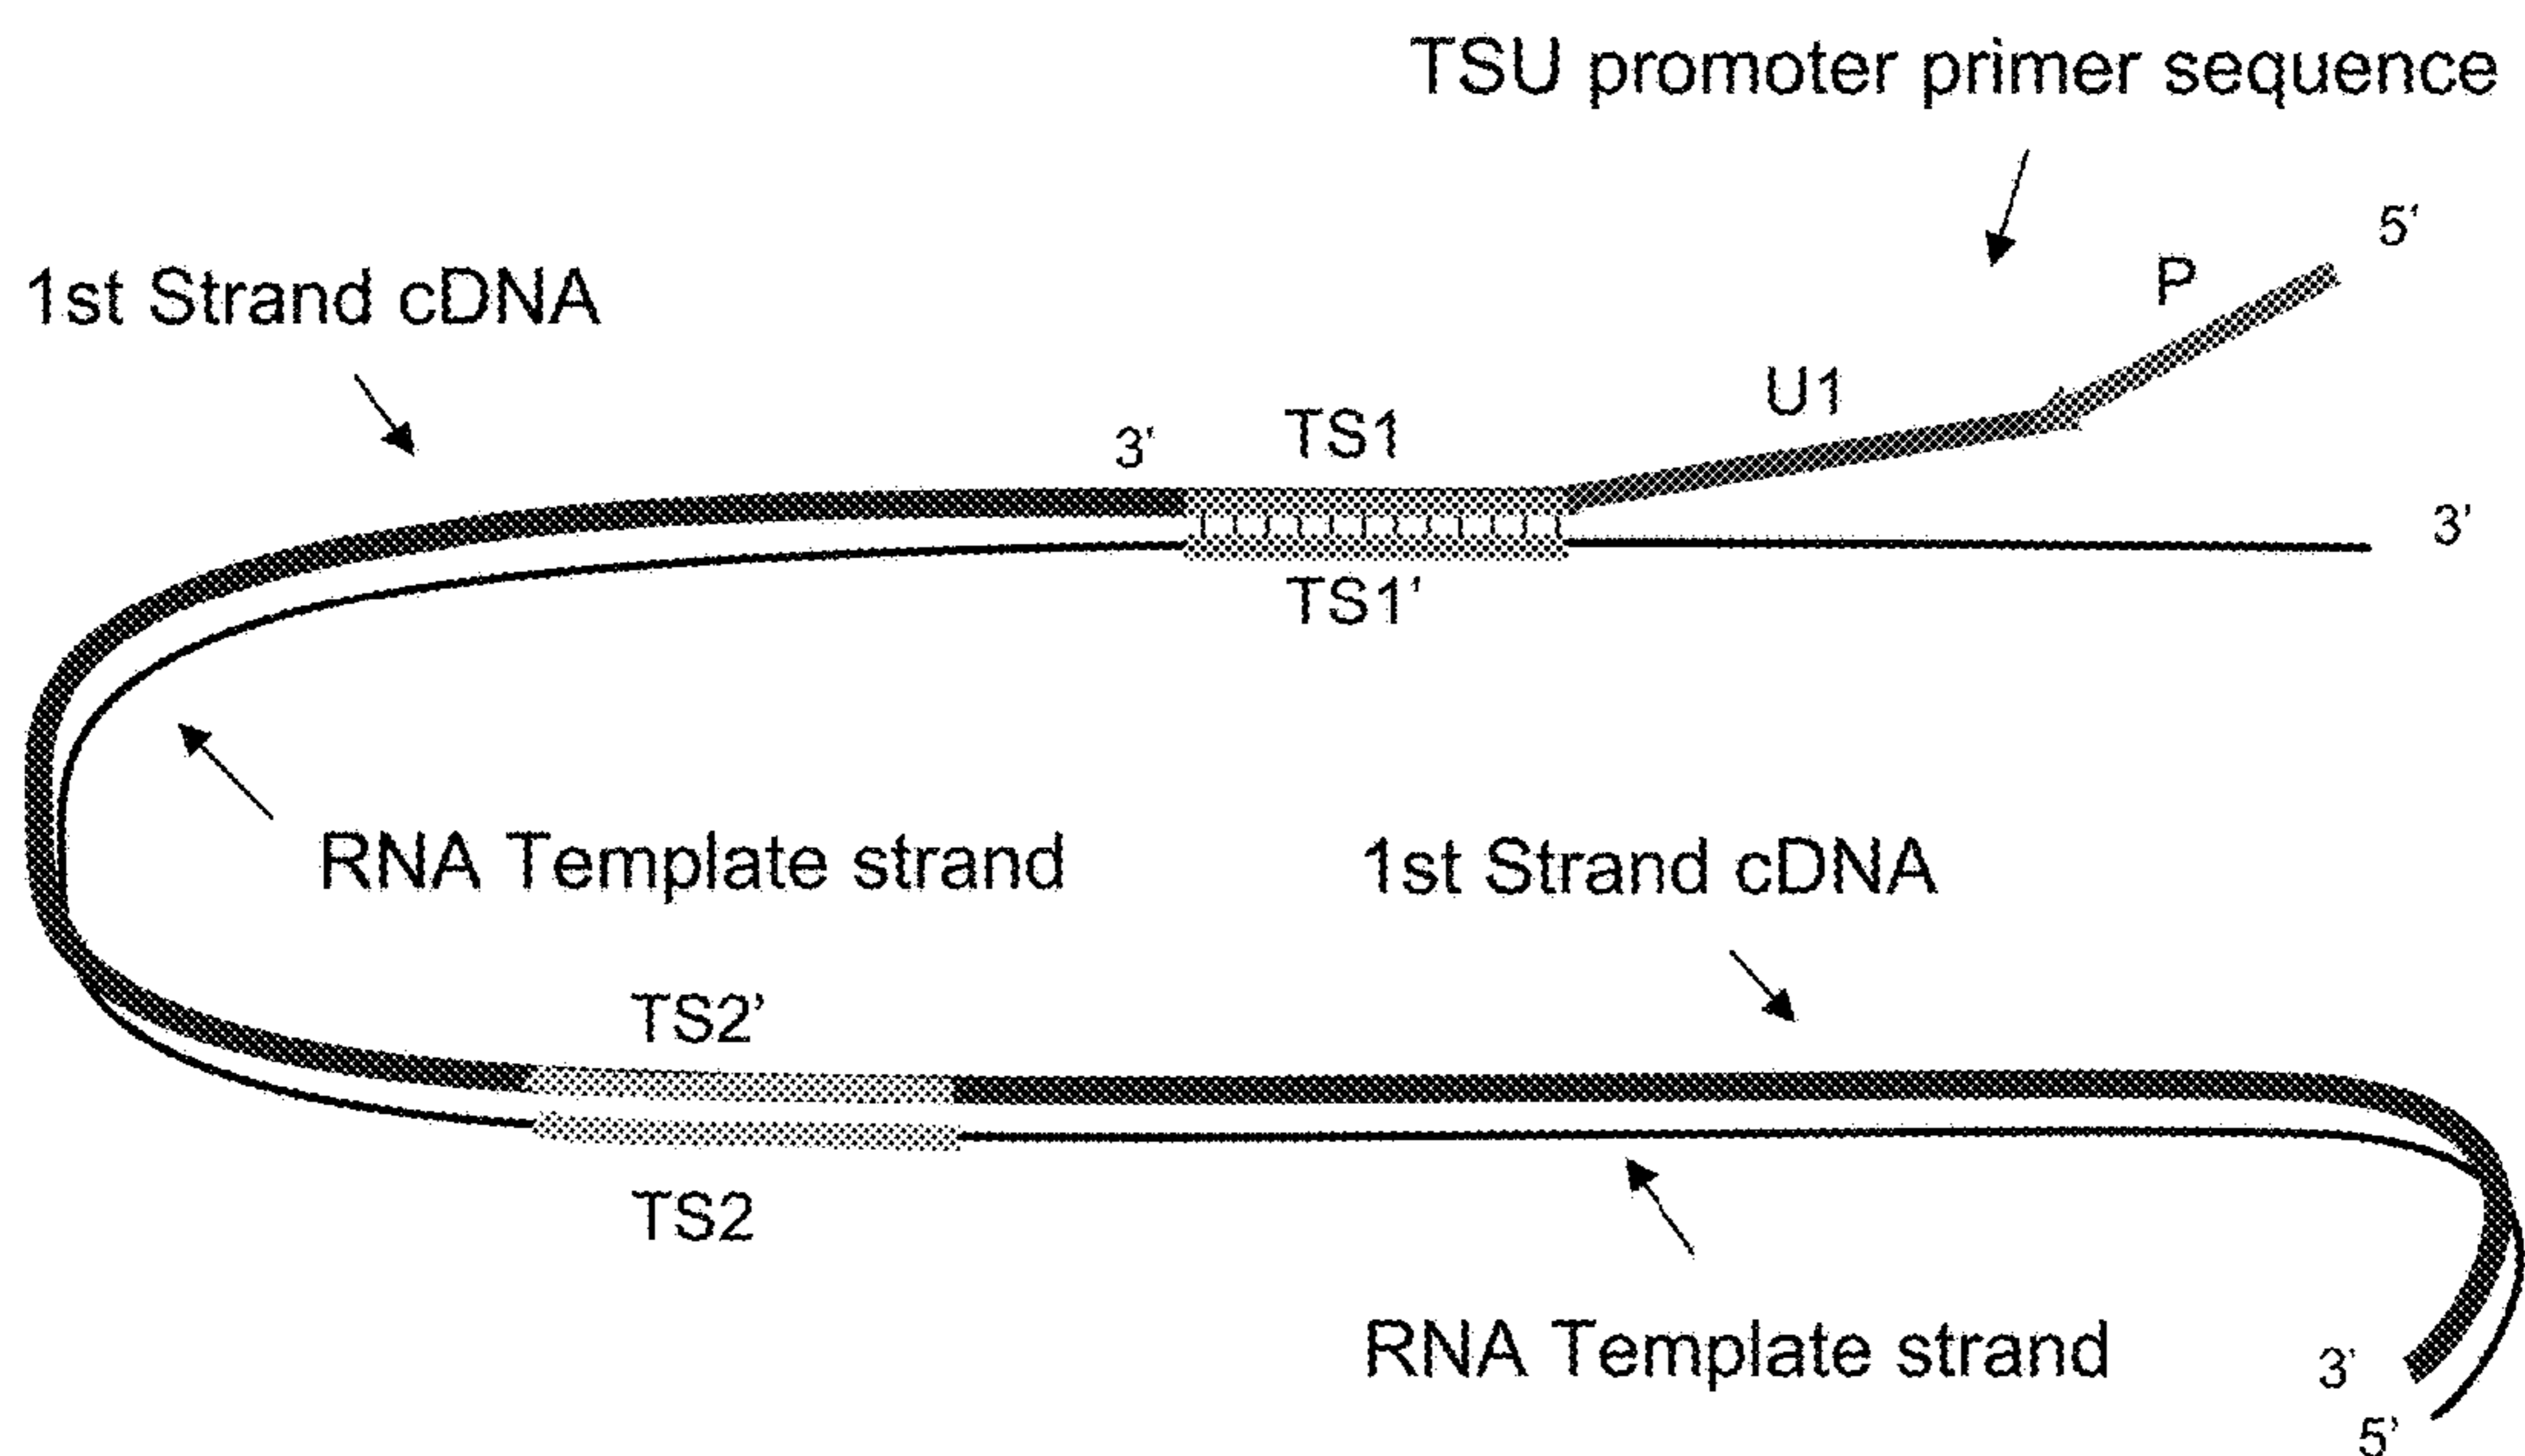 TSU promoter primer sequence
5'
P
1st Strand cDNA
U1
3'
TS1
3'
TS1'
RNA Template strand
1st Strand cDNA
TS2'
TS2
RNA Template strand
3'
5'